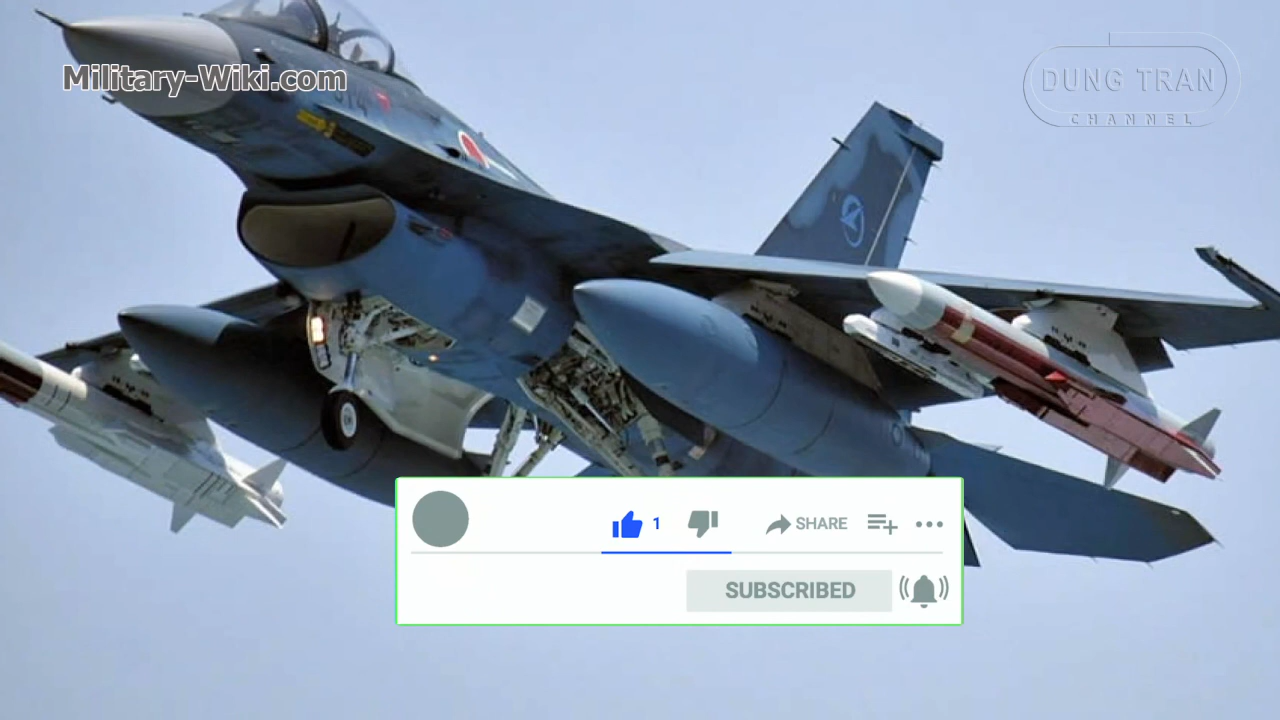 Military-Wiki.com
DUNG TRAN
CHANNEL
1
SHARE
SUBSCRIBED